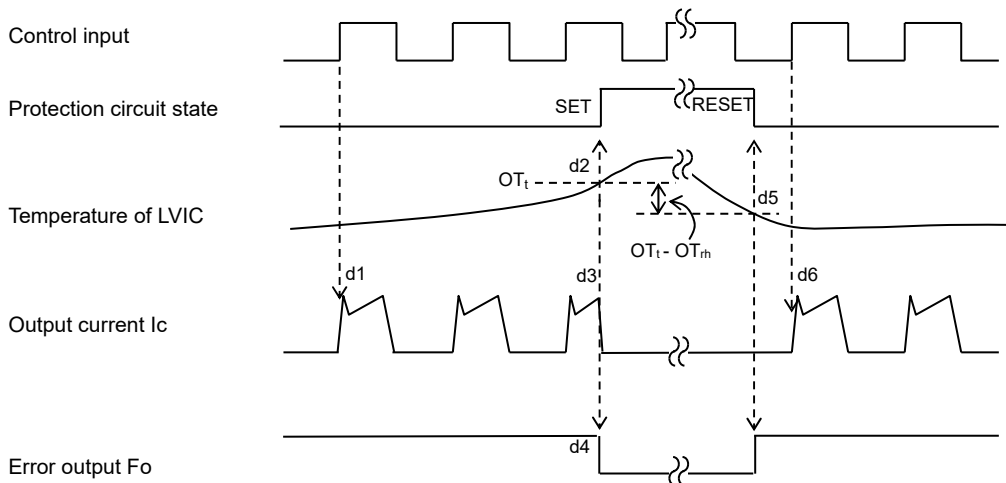 Control input
Protection circuit state
SET
RESET
d2
OTt
Temperature of LVIC
d5
OTt - OTrh
d1
d3
d6
Output current Ic
d4
Error output Fo